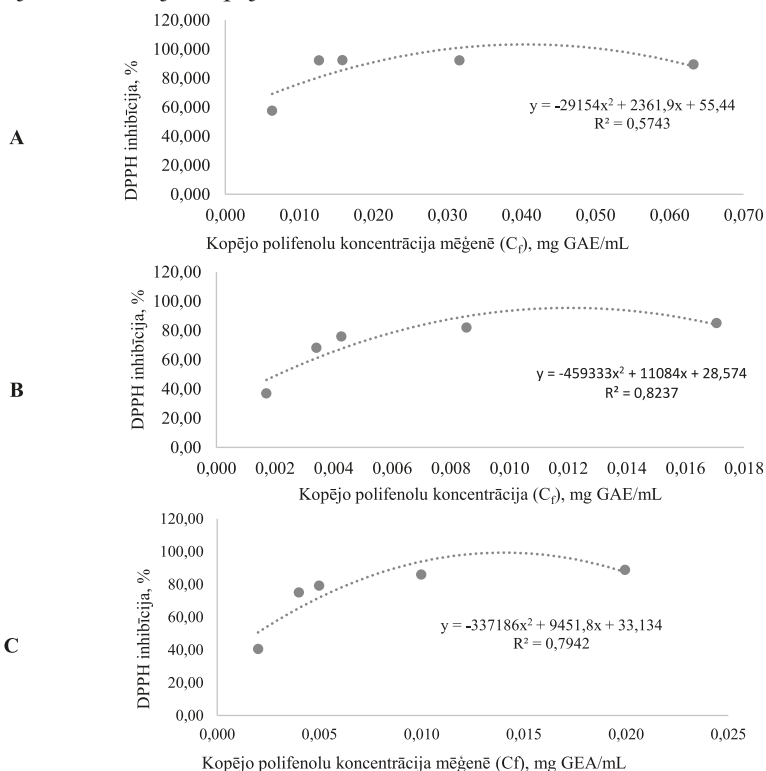 120,000
100,000
80,000
60,000
40,000
20,000
0,000
DPPH inhibīcija, %
A
y = -29154x² + 2361,9x + 55,44
R² = 0,5743
0,000 0,010 0,020 0,030 0,040 0,050 0,060 0,070
Kopējo polifenolu koncentrācija mēģenē (Cf), mg GAE/mL
120,00
100,00
80,00
60,00
40,00
20,00
0,00
DPPH inhibīcija, %
B
y = -459333x² + 11084x + 28,574
R² = 0,8237
0,000 0,002 0,004 0,006 0,008 0,010 0,012 0,014 0,016 0,018
Kopējo polifenolu koncentrācija (Cf), mg GAE/mL
120,00
100,00
80,00
60,00
40,00
20,00
0,00
DPPH inhibīcija, %
C
y = -337186x² + 9451,8x + 33,134
R² = 0,7942
0,000 0,005 0,010 0,015 0,020 0,025
Kopējo polifenolu koncentrācija mēģenē (Cf), mg GEA/mL